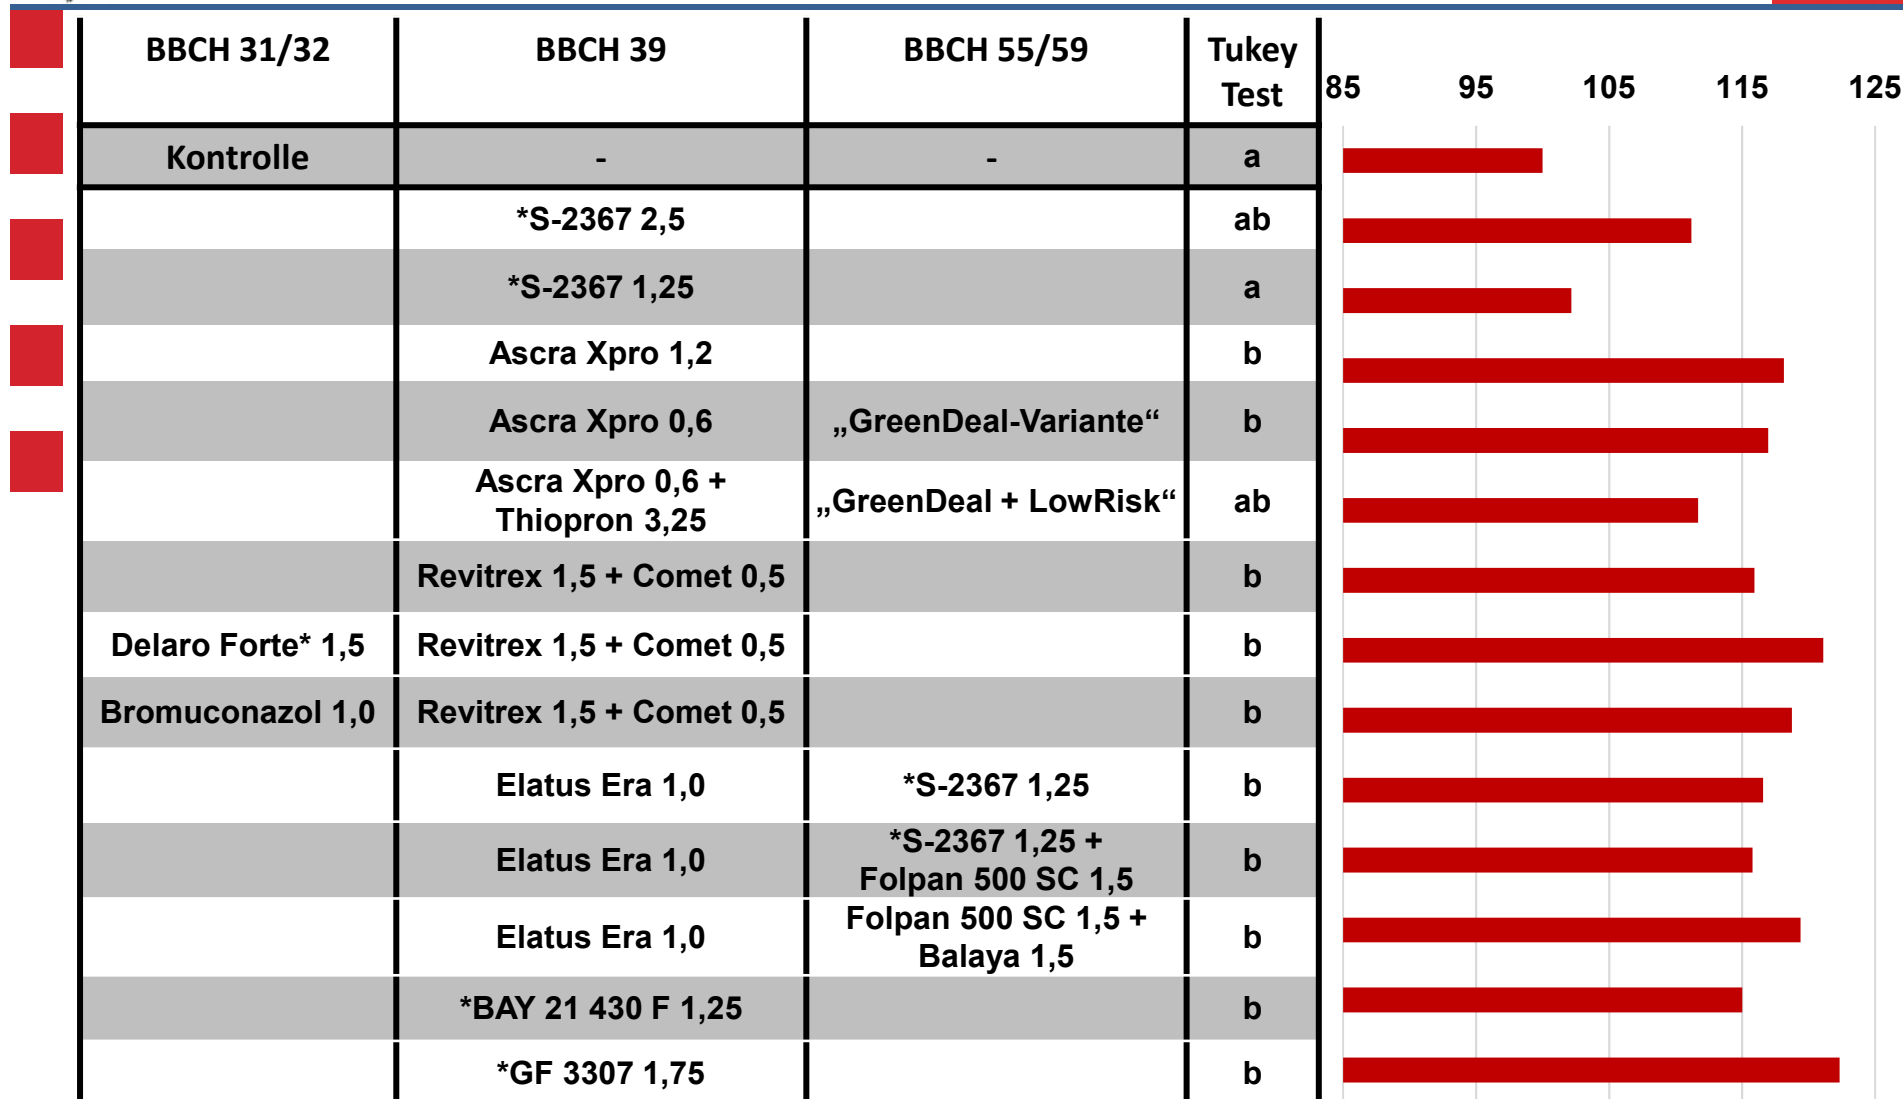 BBCH 31/32 BBCH 39 BBCH 55/59 Tukey
Test
85 95 105 115 125
Kontrolle - - a
*S-2367 2,5 ab
*S-2367 1,25 a
Ascra Xpro 1,2 b
Ascra Xpro 0,6 „GreenDeal-Variante“ b
Ascra Xpro 0,6 +
Thiopron 3,25 „GreenDeal + LowRisk“ ab
Revitrex 1,5 + Comet 0,5 b
Delaro Forte* 1,5 Revitrex 1,5 + Comet 0,5 b
Bromuconazol 1,0 Revitrex 1,5 + Comet 0,5 b
Elatus Era 1,0 *S-2367 1,25 b
Elatus Era 1,0 *S-2367 1,25 +
Folpan 500 SC 1,5 b
Elatus Era 1,0 Folpan 500 SC 1,5 +
Balaya 1,5 b
*BAY 21 430 F 1,25 b
*GF 3307 1,75 b